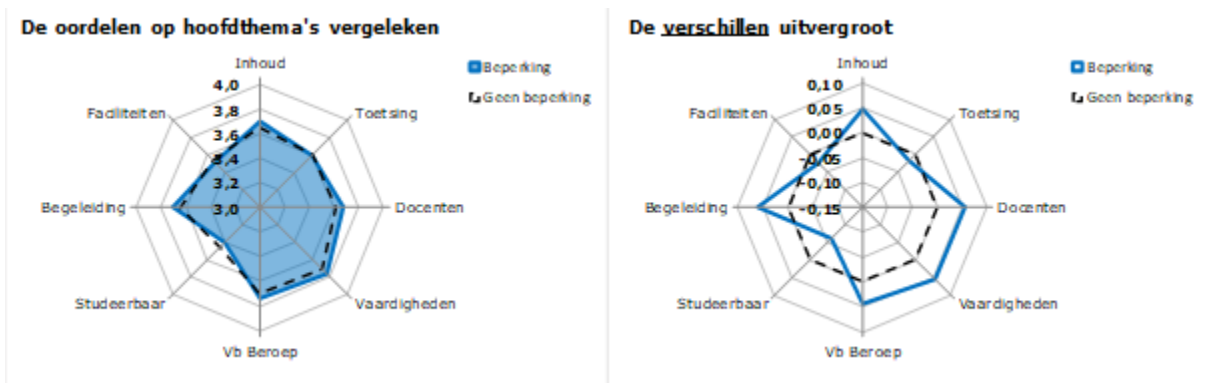 De oordelen op hoofdthema's vergeleken
Inhoud
Beperking
Geen beperking
4,0
3,8
3,6
3,4
3,2
3,0
Faciliteiten
Toetsing
Begeleiding
Docenten
Studeerbaar
Vaardigheden
Vb Beroep
De verschillen uitvergroot
Inhoud
Beperking
Geen beperking
0,10
0,05
0,00
-0,05
-0,10
-0,15
Faciliteiten
Toetsing
Begeleiding
Docenten
Studeerbaar
Vaardigheden
Vb Beroep